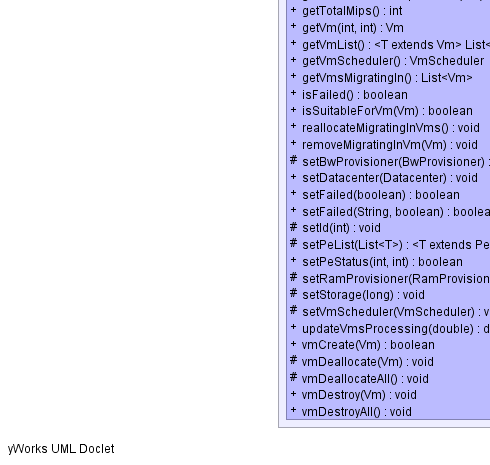 + getTotalMips() : int
+ getVm(int, int) : Vm
+ getVmList() : <T extends Vm> List<
+ getVmScheduler() : VmScheduler
+ getVmsMigratingIn() : List<Vm>
+ isFailed() : boolean
+ isSuitableForVm(Vm) : boolean
+ reallocateMigratingInVms() : void
+ removeMigratingInVm(Vm) : void
# setBwProvisioner(BwProvisioner) :
+ setDatacenter(Datacenter) : void
+ setFailed(boolean) : boolean
+ setFailed(String, boolean) : boolea
# setId(int) : void
# setPeList(List<T>) : <T extends Pe
+ setPeStatus(int, int) : boolean
# setRamProvisioner(RamProvision
# setStorage(long) : void
# setVmScheduler(VmScheduler) : v
+ updateVmsProcessing(double) : d
+ vmCreate(Vm) : boolean
# vmDeallocate(Vm) : void
# vmDeallocateAll() : void
+ vmDestroy(Vm) : void
+ vmDestroyAll() : void
yWorks UML Doclet